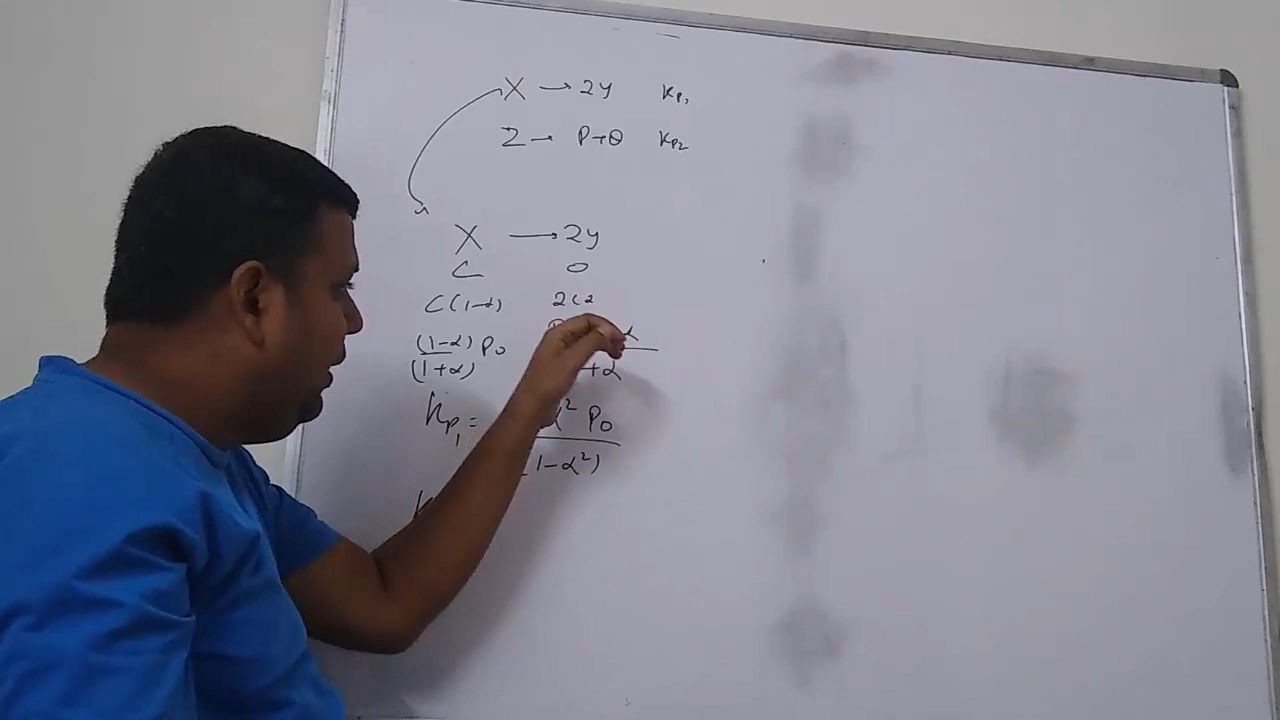 X → 2y Kp₁
Z → P+Q Kp₂
X → 2y
C 0
C(1-α) 2Cα
(1-α) P₀ α
(1+α) +α
Kp₁ = α² P₀
1-α²)
K